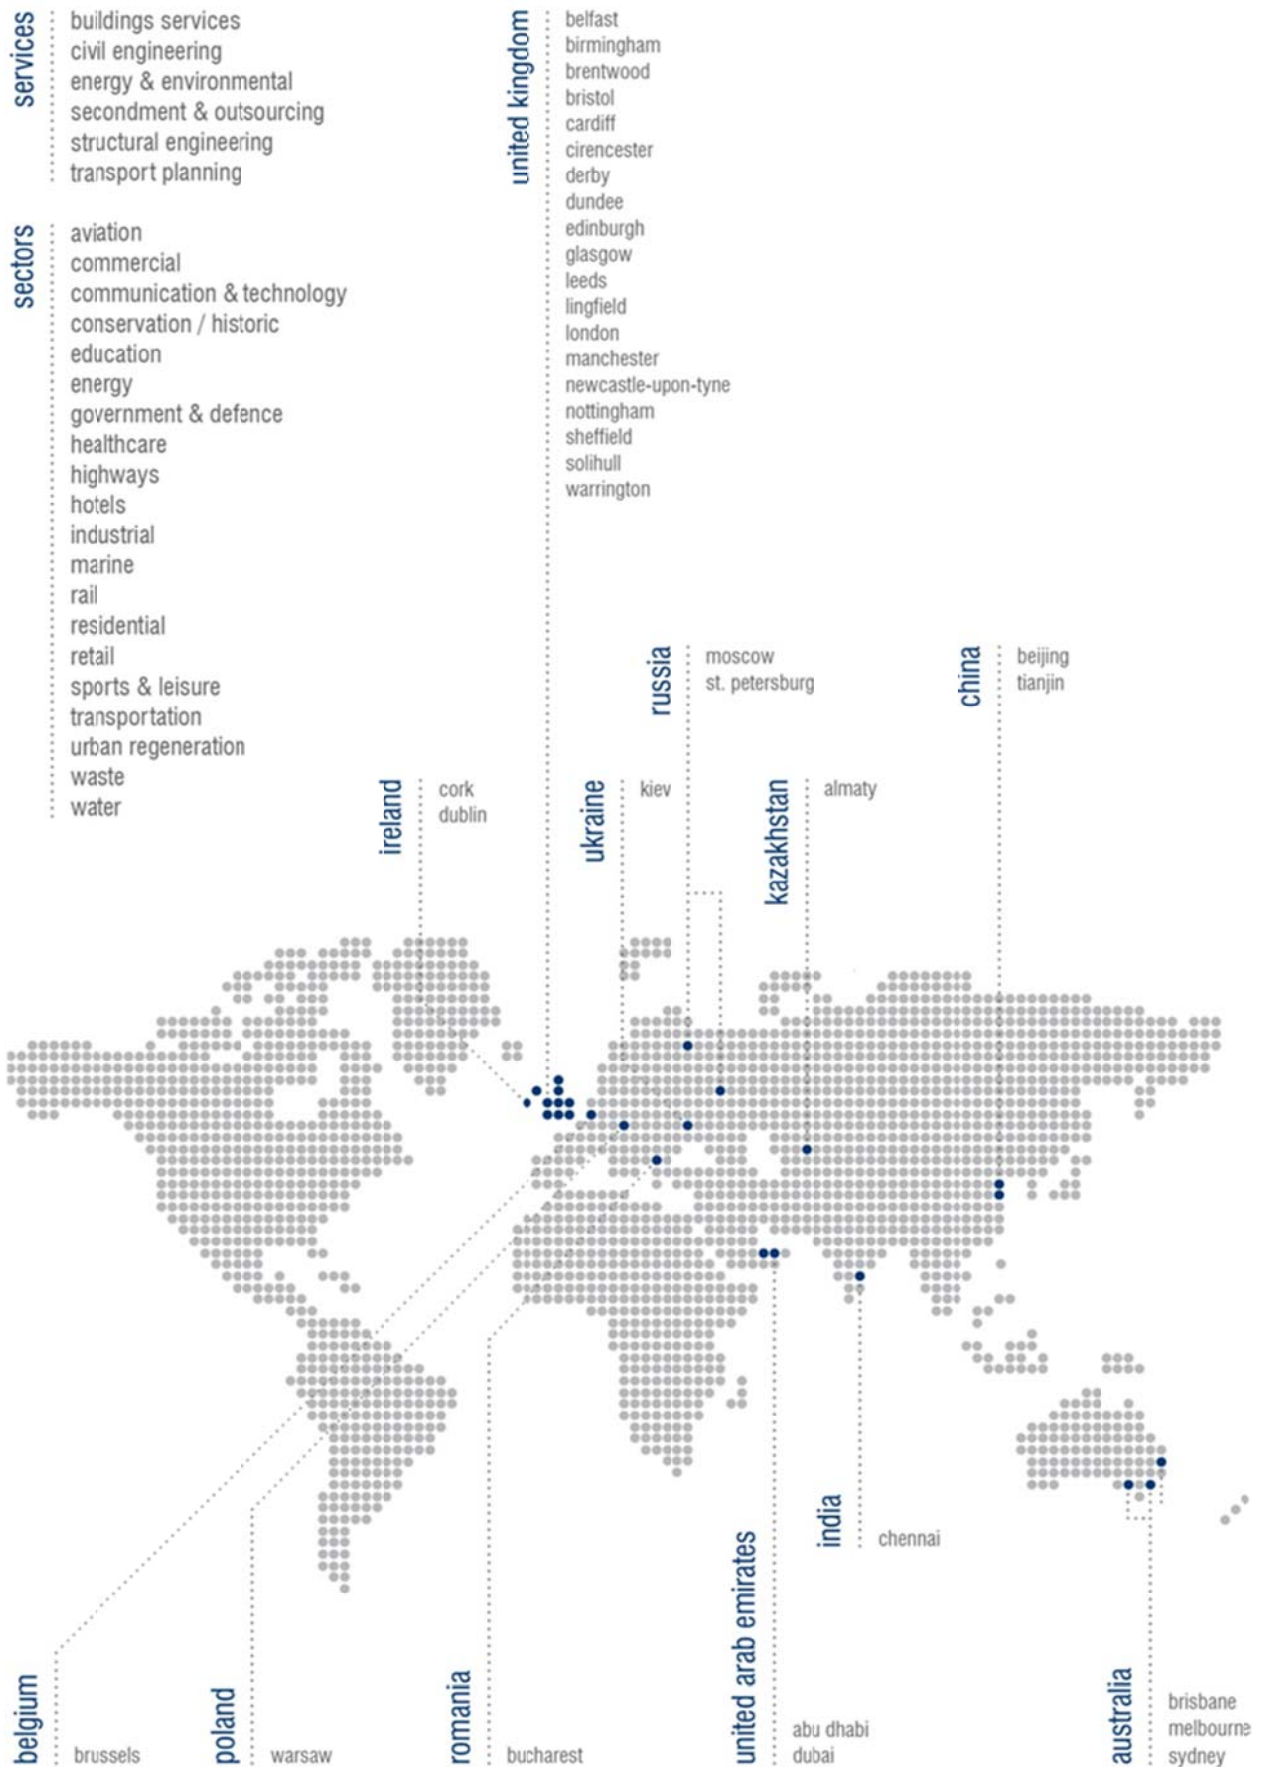 services
buildings services
civil engineering
energy & environmental
secondment & outsourcing
structural engineering
transport planning
sectors
aviation
commercial
communication & technology
conservation / historic
education
energy
government & defence
healthcare
highways
hotels
industrial
marine
rail
residential
retail
sports & leisure
transportation
urban regeneration
waste
water
united kingdom
belfast
birmingham
brentwood
bristol
cardiff
cirencester
derby
dundee
edinburgh
glasgow
leeds
lingfield
london
manchester
newcastle-upon-tyne
nottingham
sheffield
solihull
warrington
russia
moscow
st. petersburg
china
beijing
tianjin
ireland
cork
dublin
ukraine
kiev
kazakhstan
almaty
belgium
brussels
poland
warsaw
romania
bucharest
united arab emirates
abu dhabi
dubai
india
chennai
australia
brisbane
melbourne
sydney